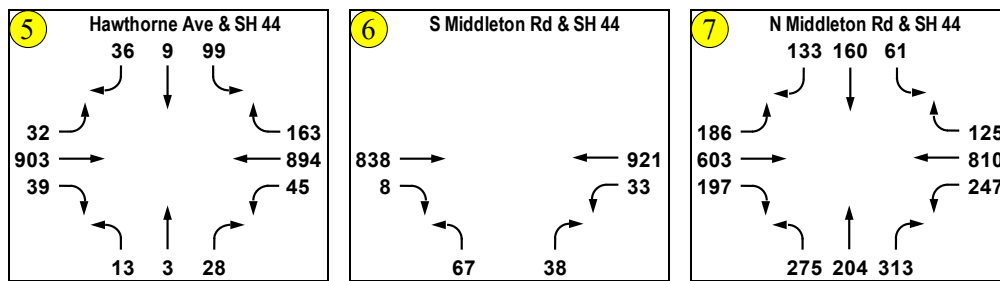 5 Hawthorne Ave & SH 44
36 9 99
32 163
903 894
39 45
13 3 28
6 S Middleton Rd & SH 44
838 921
8 33
67 38
7 N Middleton Rd & SH 44
133 160 61
186 125
603 810
197 247
275 204 313